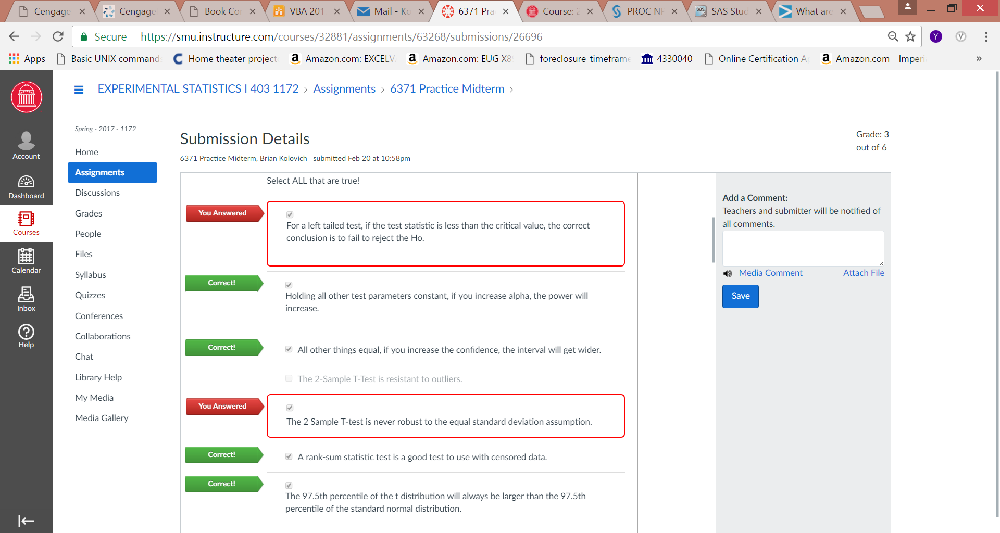 Cengage
Cengage
Book Co
VBA 201
Mail - Ko
6371 Pra
Course: 2
PROC NP
SAS Stud
What are
Secure
https://smu.instructure.com/courses/32881/assignments/63268/submissions/26696
Y
V
Apps
Basic UNIX command
Home theater project
Amazon.com: EXCELV
Amazon.com: EUG X8
foreclosure-timeframe
4330040
Online Certification A
Amazon.com - Imperi
»
EXPERIMENTAL STATISTICS I 403 1172 > Assignments > 6371 Practice Midterm >
Account
Dashboard
Courses
Calendar
Inbox
Help
Spring - 2017 - 1172
Home
Assignments
Discussions
Grades
People
Files
Syllabus
Quizzes
Conferences
Collaborations
Chat
Library Help
My Media
Media Gallery
Submission Details
6371 Practice Midterm, Brian Kolovich submitted Feb 20 at 10:58pm
Grade: 3
out of 6
Select ALL that are true!
You Answered
For a left tailed test, if the test statistic is less than the critical value, the correct
conclusion is to fail to reject the Ho.
Correct!
Holding all other test parameters constant, if you increase alpha, the power will
increase.
Correct!
All other things equal, if you increase the confidence, the interval will get wider.
The 2-Sample T-Test is resistant to outliers.
You Answered
The 2 Sample T-test is never robust to the equal standard deviation assumption.
Correct!
A rank-sum statistic test is a good test to use with censored data.
Correct!
The 97.5th percentile of the t distribution will always be larger than the 97.5th
percentile of the standard normal distribution.
Add a Comment:
Teachers and submitter will be notified of
all comments.
Media Comment
Attach File
Save